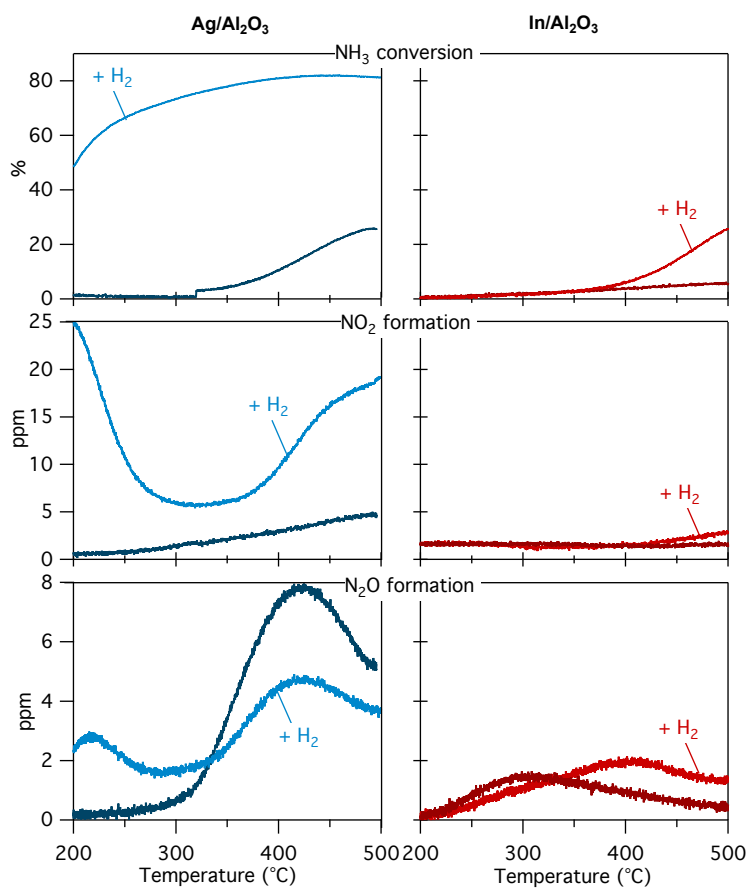 Ag/Al₂O₃ In/Al₂O₃
NH₃ conversion
80
60
40
20
0
%
+ H₂
+ H₂
NO₂ formation
25
20
15
10
5
0
ppm
+ H₂
+ H₂
N₂O formation
8
6
4
2
0
ppm
+ H₂
+ H₂
200 300 400 500 200 300 400 500
Temperature (°C) Temperature (°C)